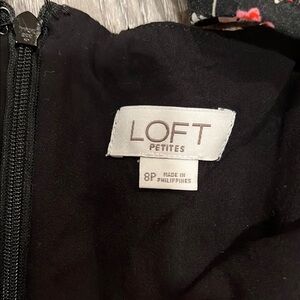 LOFT
PETITES
8P MADE IN
PHILIPPINES